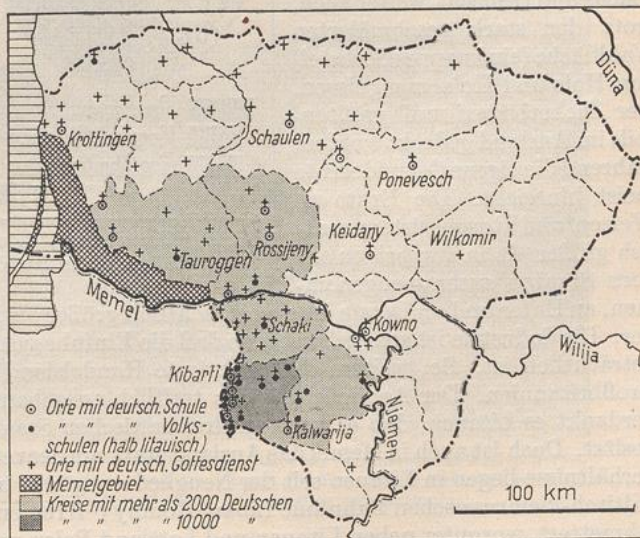 Düna
Krottingen
Schaulen
Ponevesch
Keidany
Wilkomir
Rossijeny
Tauroggen
Memel
Schaki
Kowno
Wilija
Kibarti
Njemen
Kalwarija
Orte mit deutsch. Schule
" " " Volks-
schulen (halb litauisch)
Orte mit deutsch. Gottesdienst
Memelgebiet
Kreise mit mehr als 2000 Deutschen
" " " " 10000 "
100 km